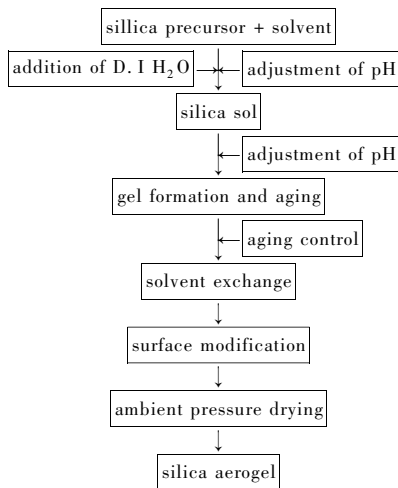 sillica precursor + solvent
addition of D. I H₂O
adjustment of pH
silica sol
adjustment of pH
gel formation and aging
aging control
solvent exchange
surface modification
ambient pressure drying
silica aerogel